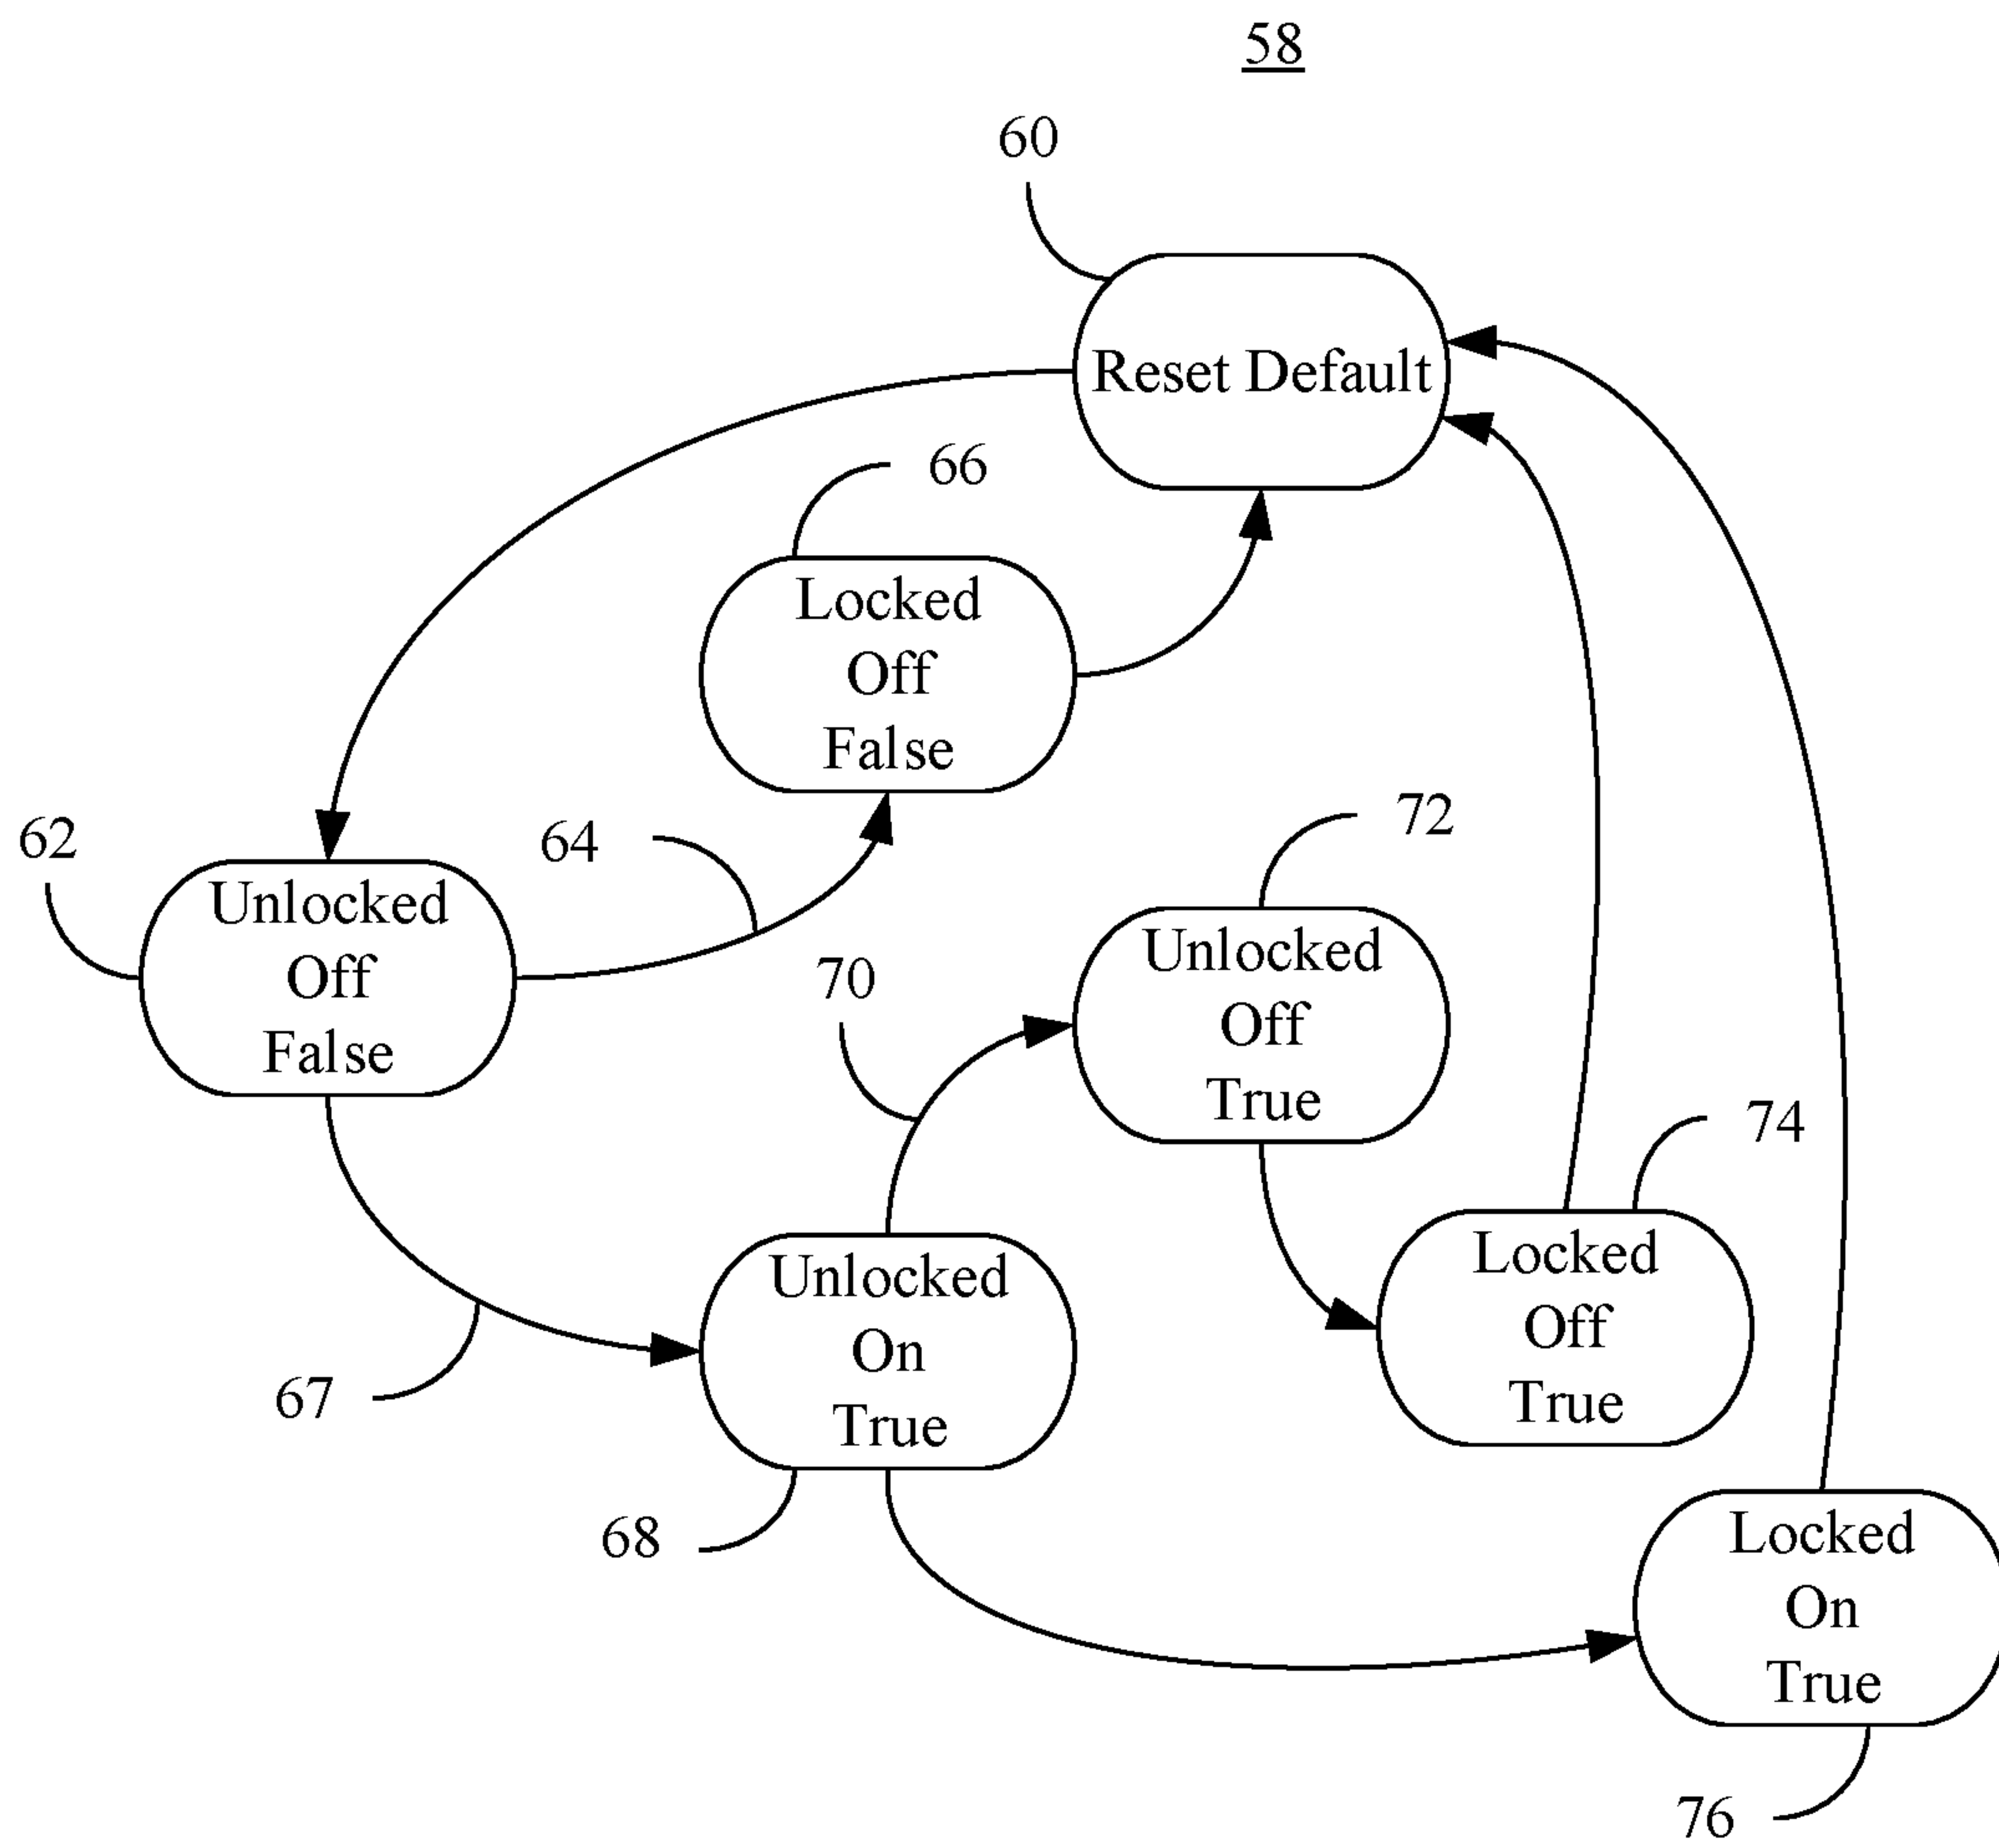 58
60
Reset Default
66
Locked
Off
False
62
64
72
Unlocked
Off
False
70
Unlocked
Off
True
74
Locked
Off
True
67
Unlocked
On
True
68
Locked
On
True
76